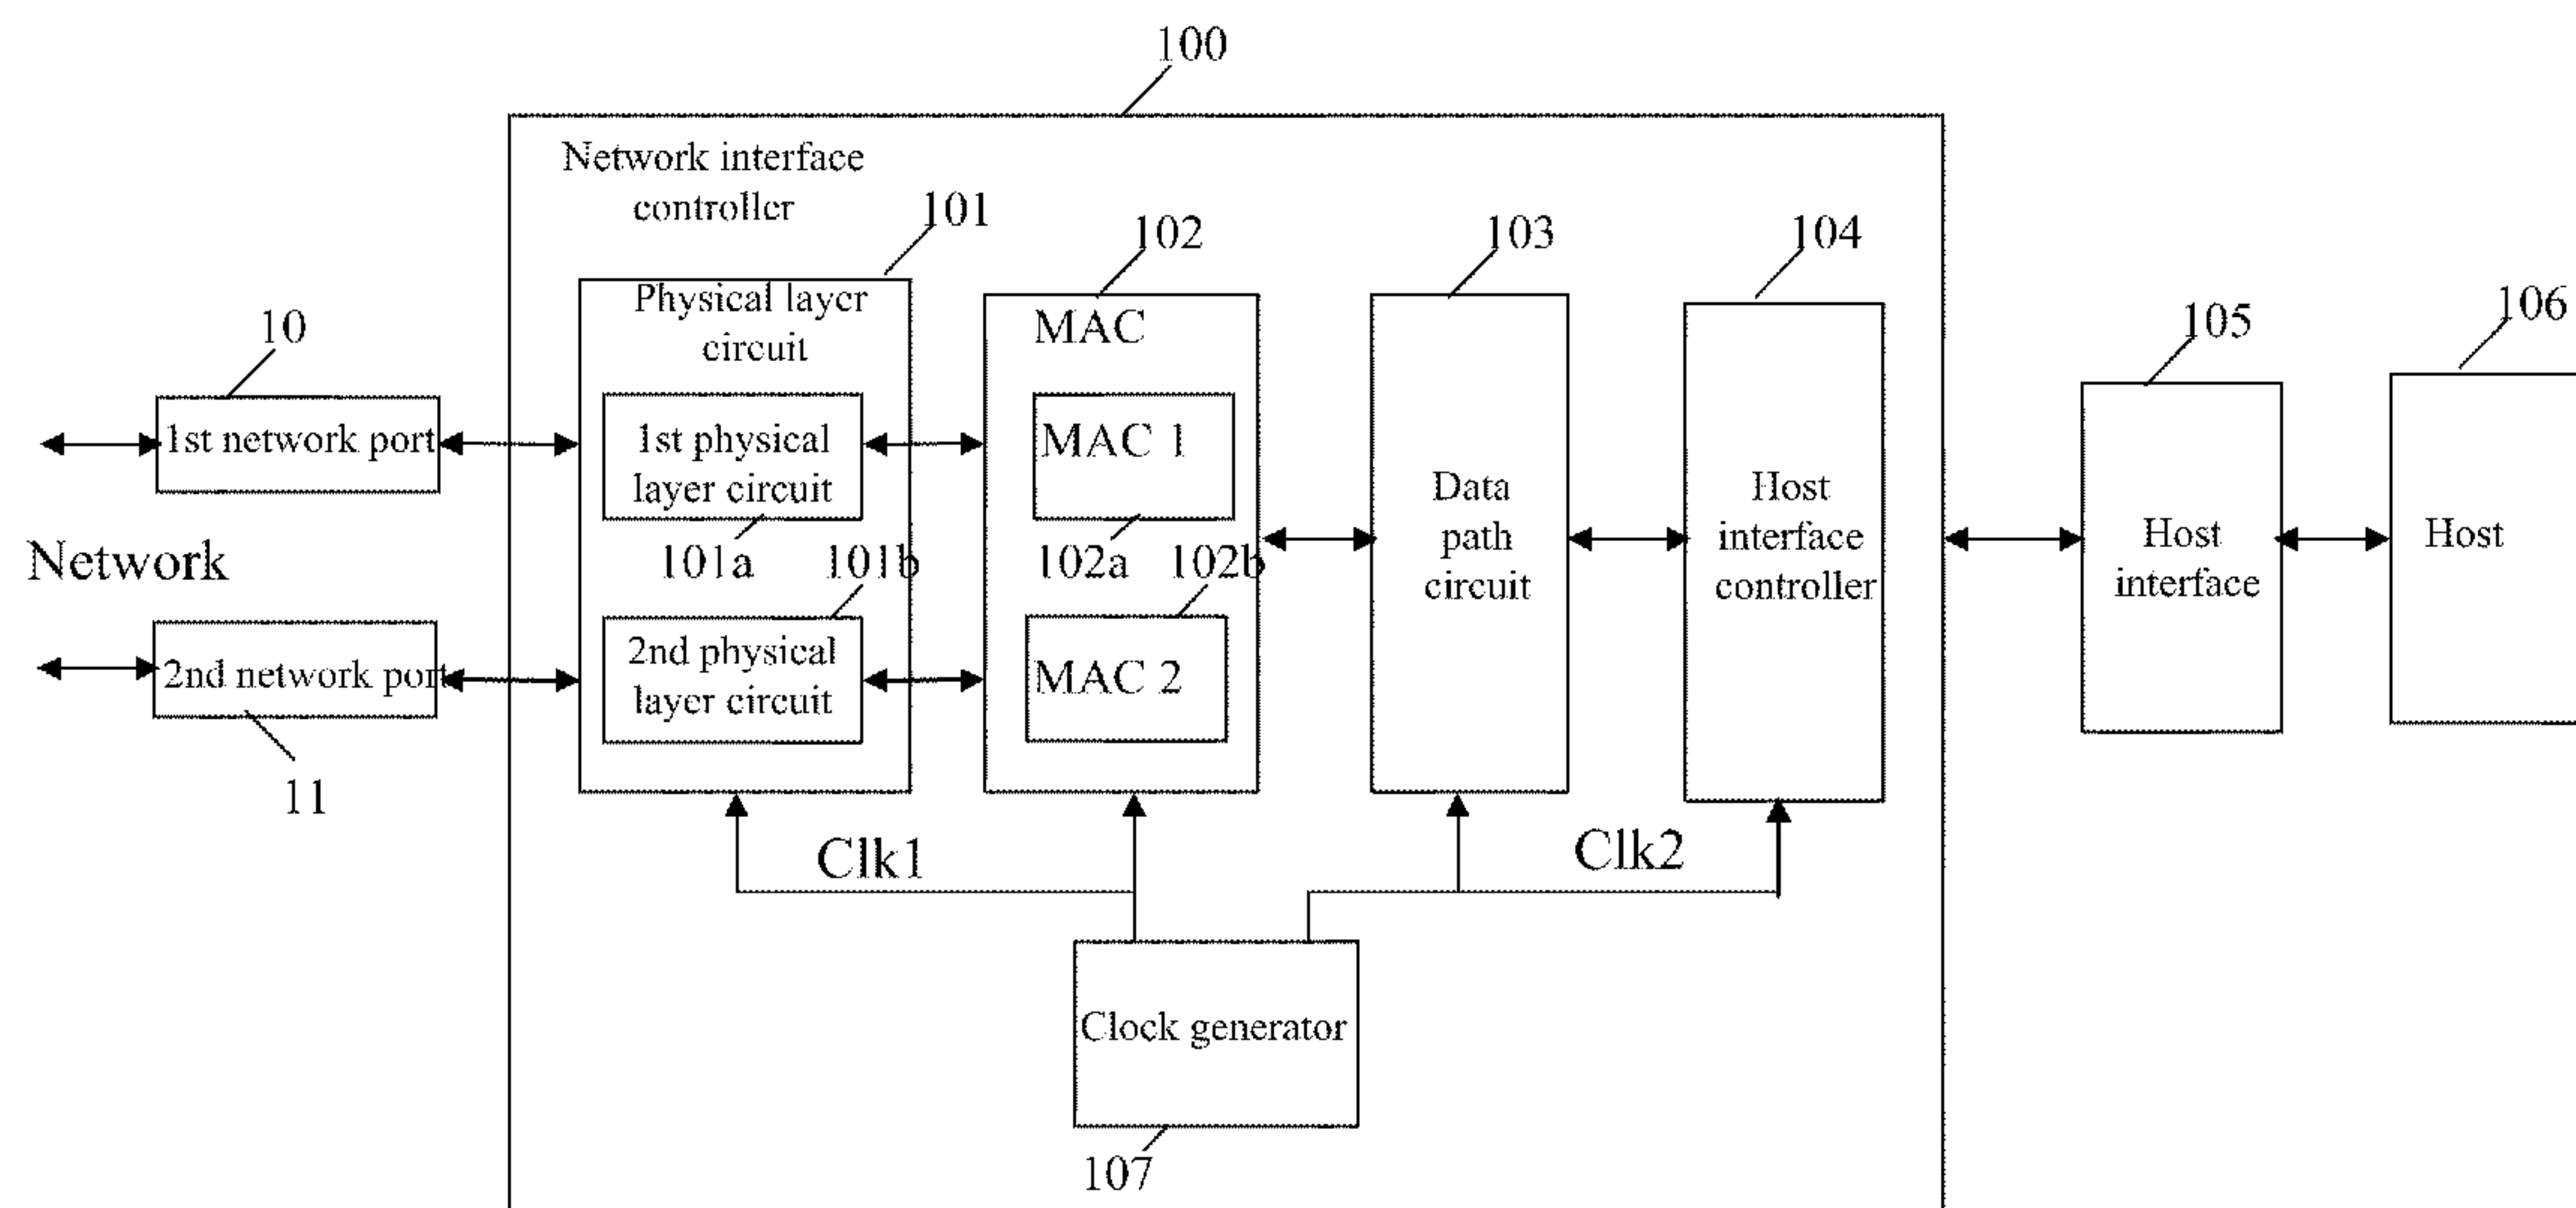 100
Network interface
controller
101
102
103
104
105
106
10
Physical layer
circuit
MAC
1st network port
1st physical
layer circuit
MAC 1
Data
path
circuit
Host
interface
controller
Host
interface
Host
Network
101a
101b
102a
102b
2nd network port
2nd physical
layer circuit
MAC 2
11
Clk1
Clk2
Clock generator
107